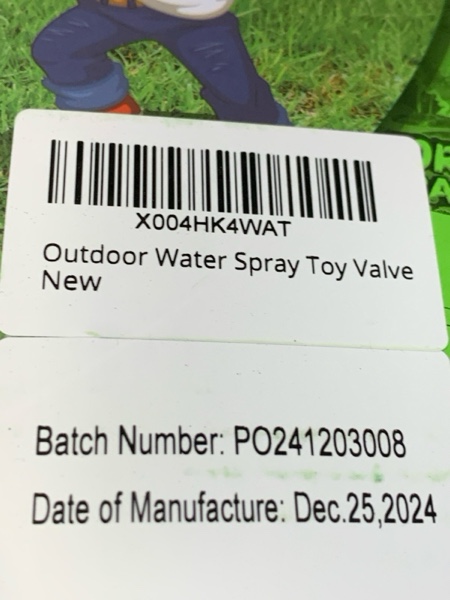 X004HK4WAT
Outdoor Water Spray Toy Valve
New
Batch Number: PO241203008
Date of Manufacture: Dec.25,2024